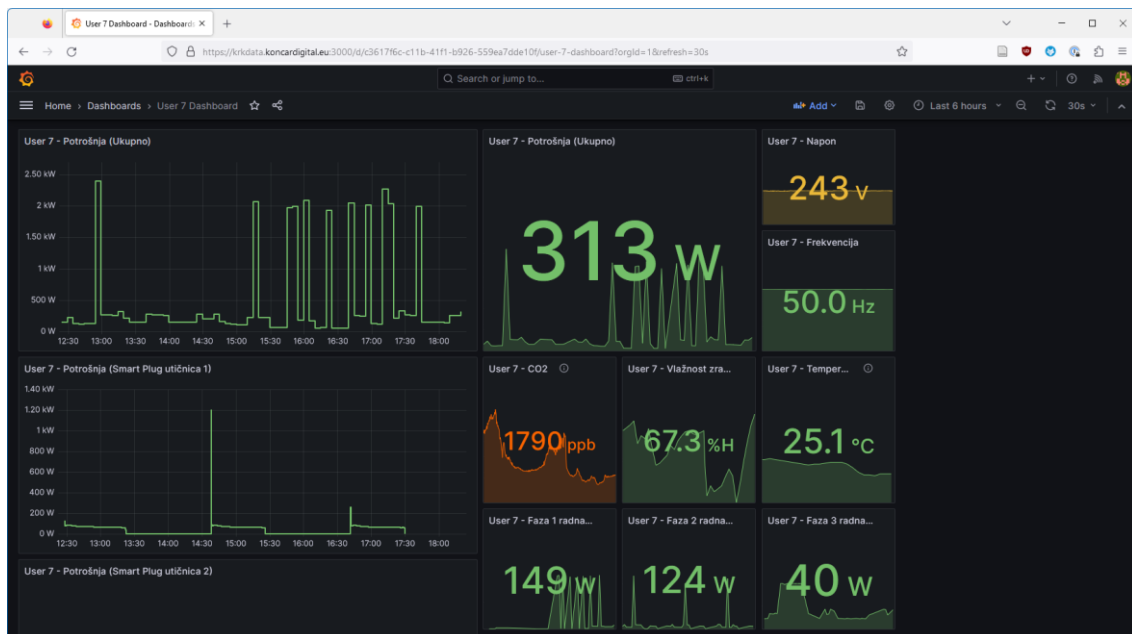 User 7 Dashboard - Dashboards
https://krkdata.koncardigital.eu:3000/d/c3617f6c-c11b-41f1-b926-559ea7dde10f/user-7-dashboard?orgId=1&refresh=30s
Search or jump to...
ctrl+k
Home > Dashboards > User 7 Dashboard
Add
Last 6 hours
30s
User 7 - Potrošnja (Ukupno)
2.50 kW
2 kW
1.50 kW
1 kW
500 W
0 W
12:30 13:00 13:30 14:00 14:30 15:00 15:30 16:00 16:30 17:00 17:30 18:00
User 7 - Potrošnja (Ukupno)
313 W
User 7 - Napon
243 V
User 7 - Frekvencija
50.0 Hz
User 7 - Potrošnja (Smart Plug utičnica 1)
1.40 kW
1.20 kW
1 kW
800 W
600 W
400 W
200 W
0 W
12:30 13:00 13:30 14:00 14:30 15:00 15:30 16:00 16:30 17:00 17:30 18:00
User 7 - CO2
1790 ppb
User 7 - Vlažnost zra...
67.3 %H
User 7 - Temper...
25.1 °C
User 7 - Potrošnja (Smart Plug utičnica 2)
User 7 - Faza 1 radna...
149 W
User 7 - Faza 2 radna...
124 W
User 7 - Faza 3 radna...
40 W